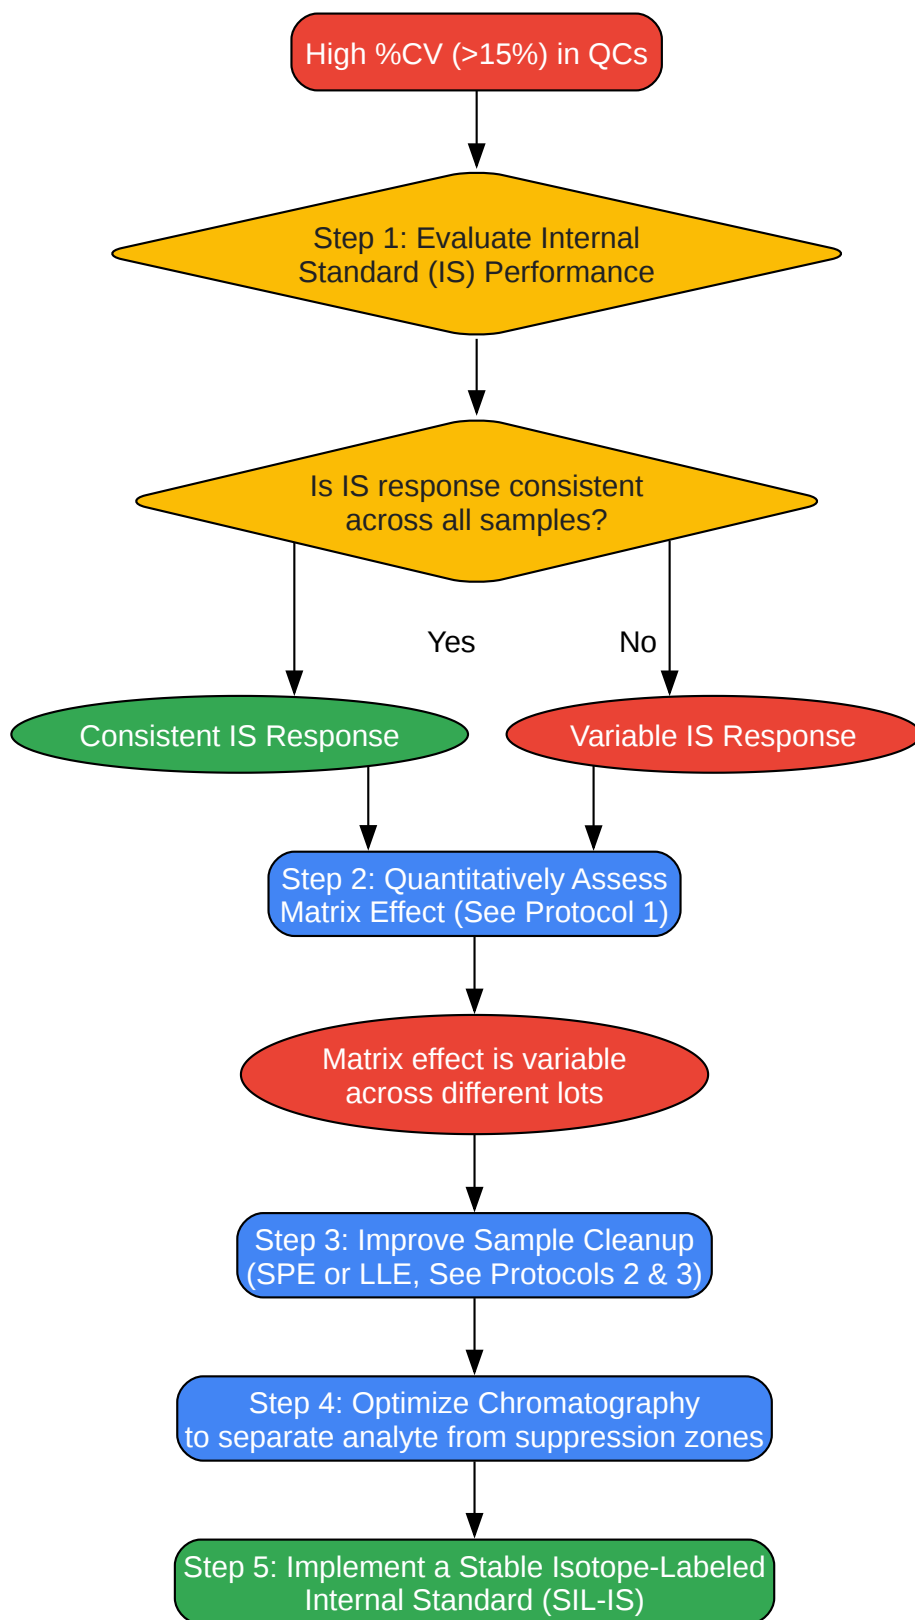 High %CV (>15%) in QCs
Step 1: Evaluate Internal
Standard (IS) Performance
Is IS response consistent
across all samples?
Yes
No
Consistent IS Response
Variable IS Response
Step 2: Quantitatively Assess
Matrix Effect (See Protocol 1)
Matrix effect is variable
across different lots
Step 3: Improve Sample Cleanup
(SPE or LLE, See Protocols 2 & 3)
Step 4: Optimize Chromatography
to separate analyte from suppression zones
Step 5: Implement a Stable Isotope-Labeled
Internal Standard (SIL-IS)